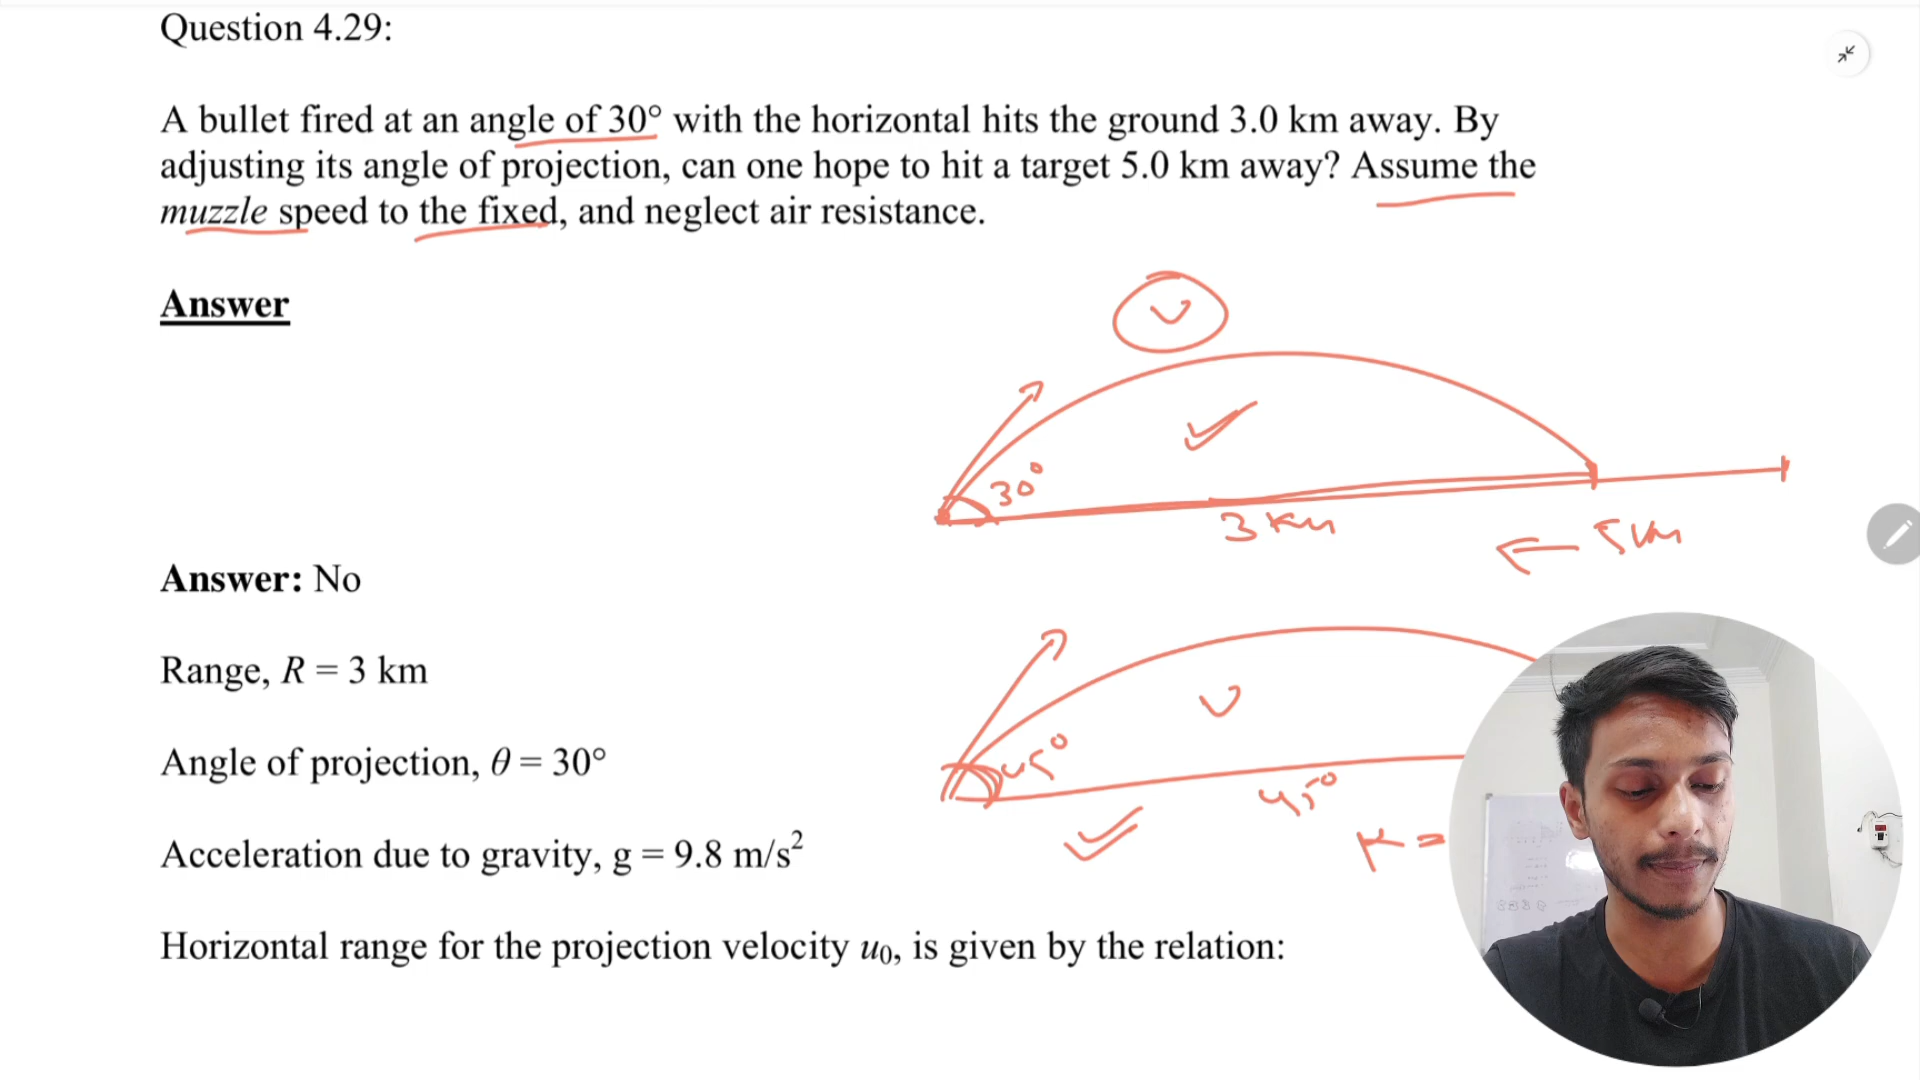 Question 4.29:
A bullet fired at an angle of 30° with the horizontal hits the ground 3.0 km away. By
adjusting its angle of projection, can one hope to hit a target 5.0 km away? Assume the
muzzle speed to the fixed, and neglect air resistance.
Answer
30°
3 km
5 km
Answer: No
Range, R = 3 km
45°
Angle of projection, θ = 30°
45°
R =
Acceleration due to gravity, g = 9.8 m/s²
Horizontal range for the projection velocity u₀, is given by the relation: